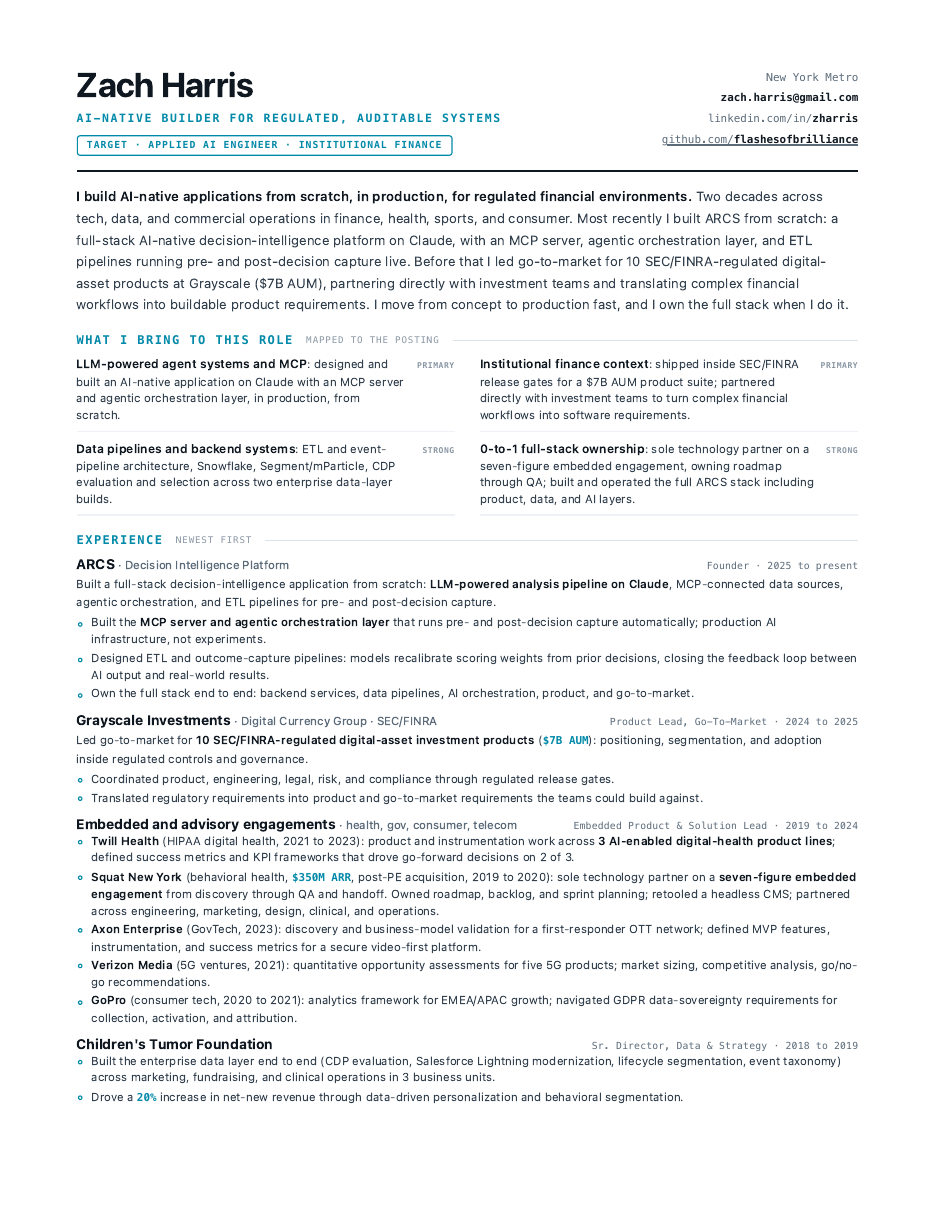 Zach Harris
New York Metro
zach.harris@gmail.com
AI-NATIVE BUILDER FOR REGULATED, AUDITABLE SYSTEMS
linkedin.com/in/zharris
TARGET · APPLIED AI ENGINEER · INSTITUTIONAL FINANCE
github.com/flashesofbrilliance
I build AI-native applications from scratch, in production, for regulated financial environments. Two decades across
tech, data, and commercial operations in finance, health, sports, and consumer. Most recently I built ARCS from scratch: a
full-stack AI-native decision-intelligence platform on Claude, with an MCP server, agentic orchestration layer, and ETL
pipelines running pre- and post-decision capture live. Before that I led go-to-market for 10 SEC/FINRA-regulated digital-
asset products at Grayscale ($7B AUM), partnering directly with investment teams and translating complex financial
workflows into buildable product requirements. I move from concept to production fast, and I own the full stack when I do it.
WHAT I BRING TO THIS ROLE MAPPED TO THE POSTING
LLM-powered agent systems and MCP: designed and PRIMARY
built an AI-native application on Claude with an MCP server
and agentic orchestration layer, in production, from
scratch.
Institutional finance context: shipped inside SEC/FINRA PRIMARY
release gates for a $7B AUM product suite; partnered
directly with investment teams to turn complex financial
workflows into software requirements.
Data pipelines and backend systems: ETL and event- STRONG
pipeline architecture, Snowflake, Segment/mParticle, CDP
evaluation and selection across two enterprise data-layer
builds.
0-to-1 full-stack ownership: sole technology partner on a STRONG
seven-figure embedded engagement, owning roadmap
through QA; built and operated the full ARCS stack including
product, data, and AI layers.
EXPERIENCE NEWEST FIRST
ARCS · Decision Intelligence Platform Founder · 2025 to present
Built a full-stack decision-intelligence application from scratch: LLM-powered analysis pipeline on Claude, MCP-connected data sources,
agentic orchestration, and ETL pipelines for pre- and post-decision capture.
Built the MCP server and agentic orchestration layer that runs pre- and post-decision capture automatically; production AI
infrastructure, not experiments.
Designed ETL and outcome-capture pipelines: models recalibrate scoring weights from prior decisions, closing the feedback loop between
AI output and real-world results.
Own the full stack end to end: backend services, data pipelines, AI orchestration, product, and go-to-market.
Grayscale Investments · Digital Currency Group · SEC/FINRA Product Lead, Go-To-Market · 2024 to 2025
Led go-to-market for 10 SEC/FINRA-regulated digital-asset investment products ($7B AUM): positioning, segmentation, and adoption
inside regulated controls and governance.
Coordinated product, engineering, legal, risk, and compliance through regulated release gates.
Translated regulatory requirements into product and go-to-market requirements the teams could build against.
Embedded and advisory engagements · health, gov, consumer, telecom Embedded Product & Solution Lead · 2019 to 2024
Twill Health (HIPAA digital health, 2021 to 2023): product and instrumentation work across 3 AI-enabled digital-health product lines;
defined success metrics and KPI frameworks that drove go-forward decisions on 2 of 3.
Squat New York (behavioral health, $350M ARR, post-PE acquisition, 2019 to 2020): sole technology partner on a seven-figure embedded
engagement from discovery through QA and handoff. Owned roadmap, backlog, and sprint planning; retooled a headless CMS; partnered
across engineering, marketing, design, clinical, and operations.
Axon Enterprise (GovTech, 2023): discovery and business-model validation for a first-responder OTT network; defined MVP features,
instrumentation, and success metrics for a secure video-first platform.
Verizon Media (5G ventures, 2021): quantitative opportunity assessments for five 5G products; market sizing, competitive analysis, go/no-
go recommendations.
GoPro (consumer tech, 2020 to 2021): analytics framework for EMEA/APAC growth; navigated GDPR data-sovereignty requirements for
collection, activation, and attribution.
Children's Tumor Foundation Sr. Director, Data & Strategy · 2018 to 2019
Built the enterprise data layer end to end (CDP evaluation, Salesforce Lightning modernization, lifecycle segmentation, event taxonomy)
across marketing, fundraising, and clinical operations in 3 business units.
Drove a 20% increase in net-new revenue through data-driven personalization and behavioral segmentation.